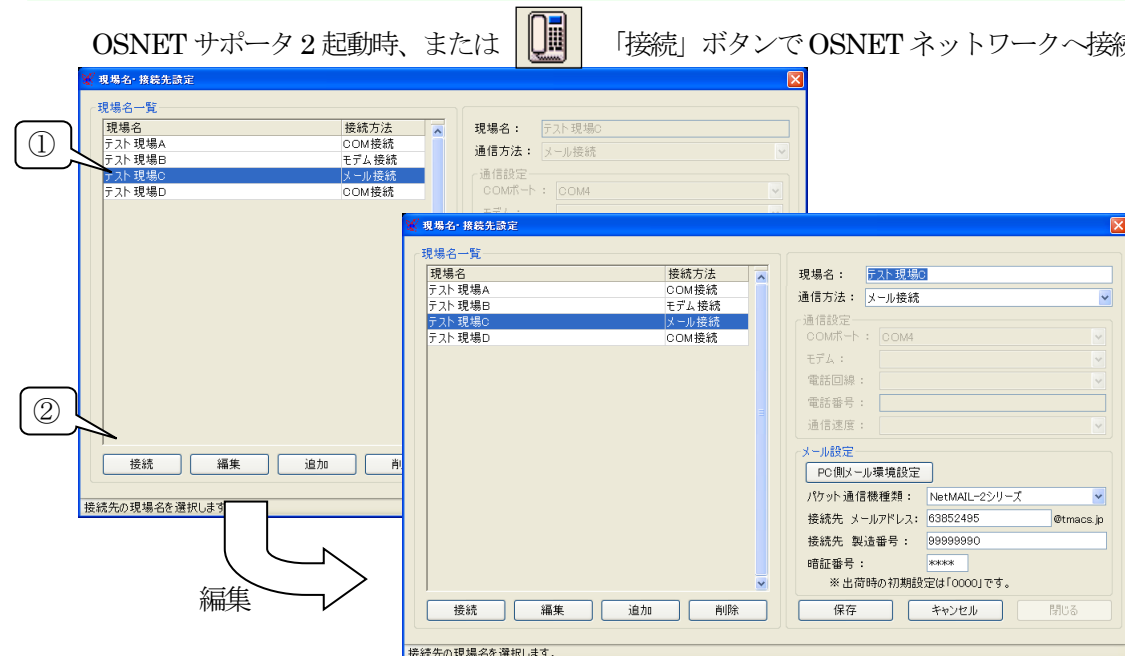 OSNET サポータ 2 起動時、または 「接続」ボタンで OSNET ネットワークへ接続
現場名・接続先設定
現場名一覧
現場名 接続方法
テスト現場A COM接続
テスト現場B モデム接続
テスト現場C メール接続
テスト現場D COM接続
現場名： テスト現場C
通信方法： メール接続
通信設定
COMポート： COM4
モデム：
①
②
接続 編集 追加 削
接続先の現場名を選択します
編集
現場名・接続先設定
現場名一覧
現場名 接続方法
テスト現場A COM接続
テスト現場B モデム接続
テスト現場C メール接続
テスト現場D COM接続
接続 編集 追加 削除
現場名： テスト現場C
通信方法： メール接続
通信設定
COMポート： COM4
モデム：
電話回線：
電話番号：
通信速度：
メール設定
PC側メール環境設定
パケット通信機種類： NetMAIL-2シリーズ
接続先 メールアドレス： 63852495 @tmacs.jp
接続先 製造番号： 99999990
暗証番号： ****
※出荷時の初期設定は「0000」です。
保存 キャンセル 閉じる
接続先の現場名を選択します。